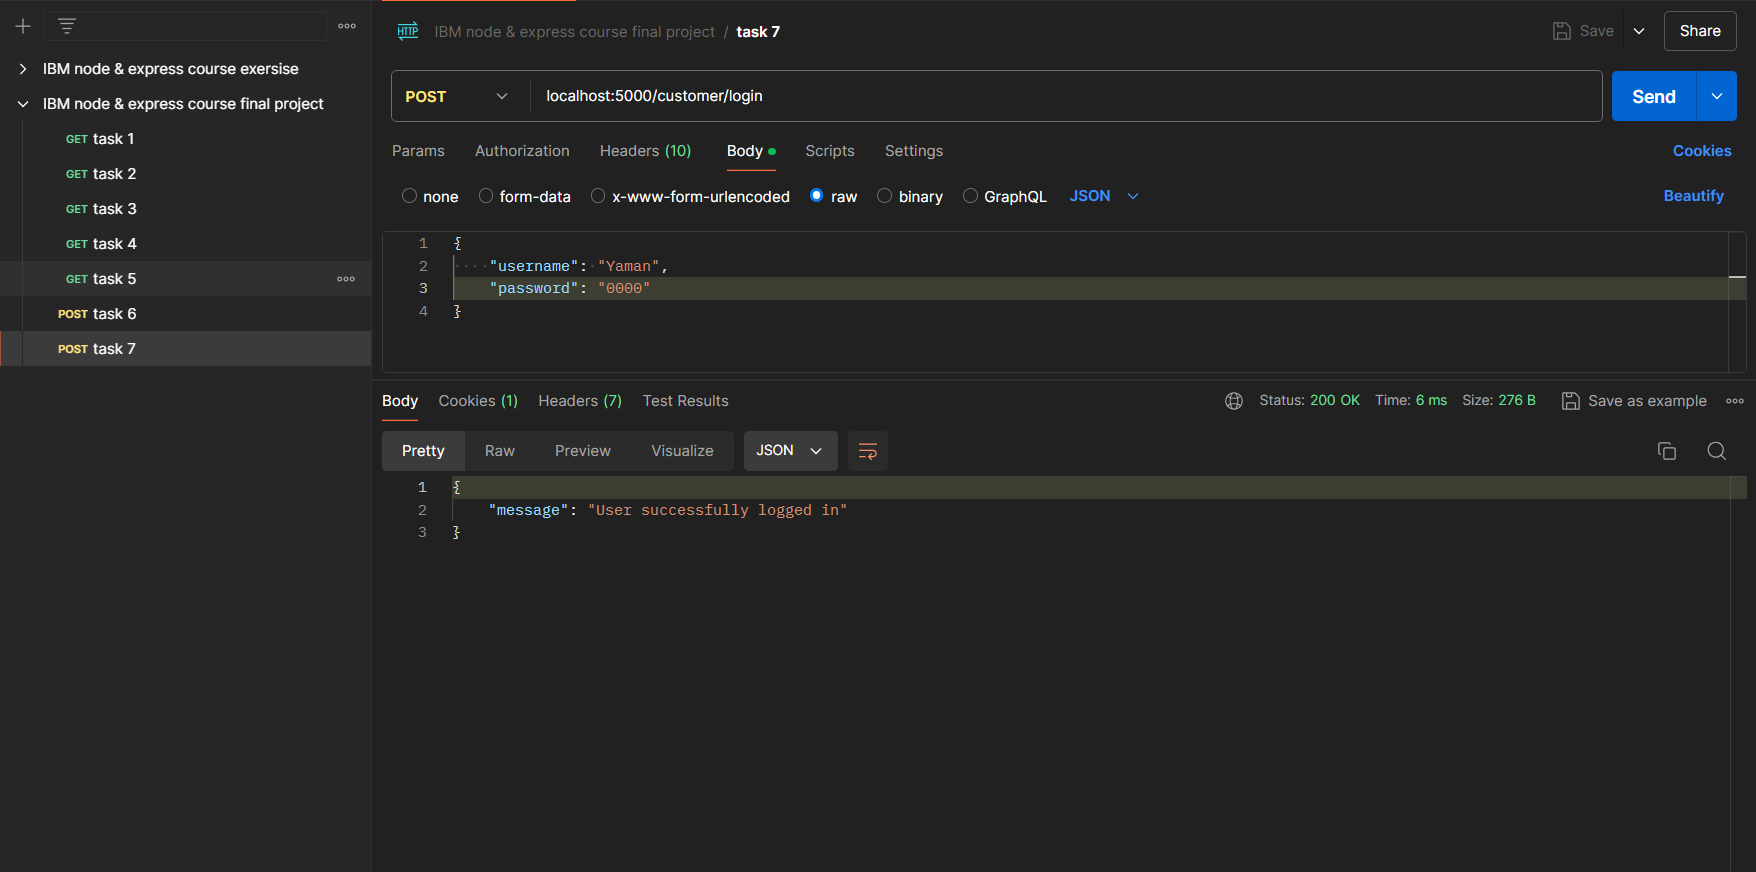 IBM node & express course exersise
IBM node & express course final project
GET task 1
GET task 2
GET task 3
GET task 4
GET task 5
POST task 6
POST task 7
HTTP IBM node & express course final project / task 7
Save
Share
POST localhost:5000/customer/login
Send
Params Authorization Headers (10) Body Scripts Settings Cookies
none form-data x-www-form-urlencoded raw binary GraphQL JSON Beautify
1 {
2 "username": "Yaman",
3 "password": "0000"
4 }
Body Cookies (1) Headers (7) Test Results Status: 200 OK Time: 6 ms Size: 276 B Save as example
Pretty Raw Preview Visualize JSON
1 {
2 "message": "User successfully logged in"
3 }